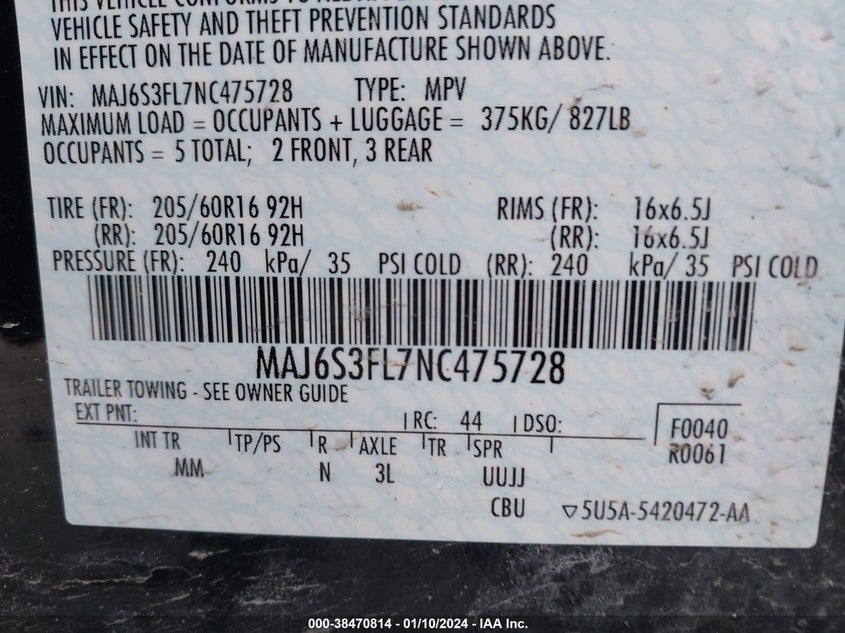 VEHICLE SAFETY AND THEFT PREVENTION STANDARDS
IN EFFECT ON THE DATE OF MANUFACTURE SHOWN ABOVE.
VIN: MAJ6S3FL7NC475728 TYPE: MPV
MAXIMUM LOAD = OCCUPANTS + LUGGAGE = 375KG/ 827LB
OCCUPANTS = 5 TOTAL; 2 FRONT, 3 REAR
TIRE (FR): 205/60R16 92H RIMS (FR): 16x6.5J
(RR): 205/60R16 92H (RR): 16x6.5J
PRESSURE (FR): 240 kPa/ 35 PSI COLD (RR): 240 kPa/ 35 PSI COLD
MAJ6S3FL7NC475728
TRAILER TOWING - SEE OWNER GUIDE
EXT PNT: RC: 44 DSO: F0040
INT TR TP/PS R AXLE TR SPR R0061
MM N 3L UUJJ
CBU ▽5U5A-5420472-AA
000-38470814 - 01/10/2024 - IAA Inc.